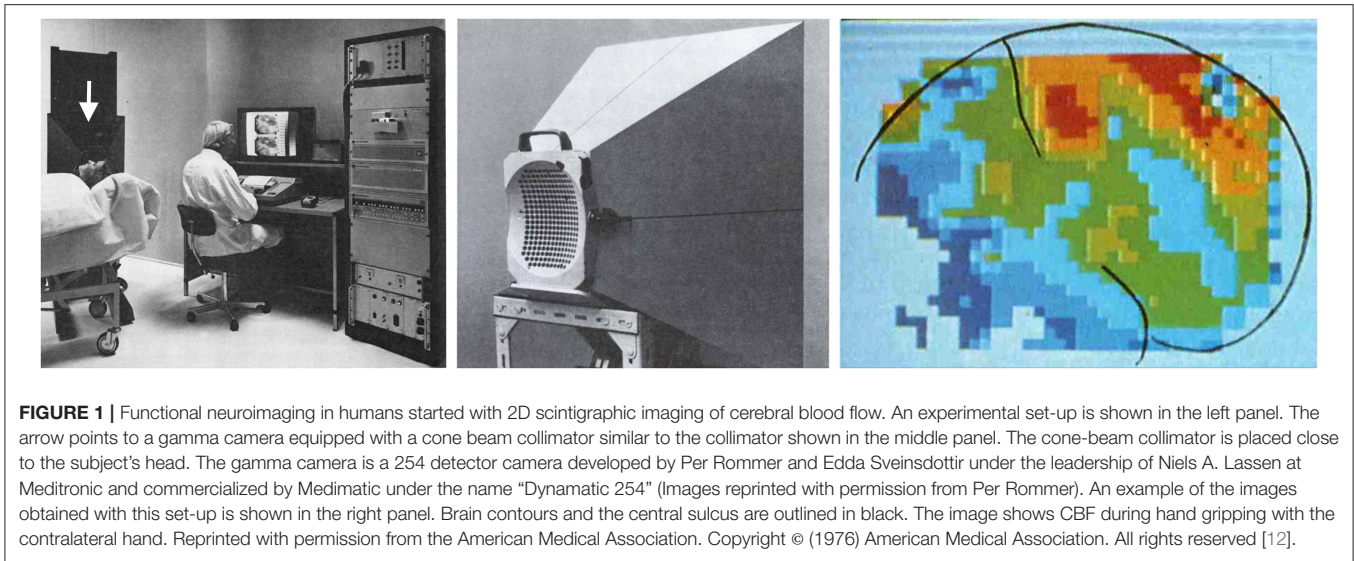 FIGURE 1 | Functional neuroimaging in humans started with 2D scintigraphic imaging of cerebral blood flow. An experimental set-up is shown in the left panel. The
arrow points to a gamma camera equipped with a cone beam collimator similar to the collimator shown in the middle panel. The cone-beam collimator is placed close
to the subject's head. The gamma camera is a 254 detector camera developed by Per Rommer and Edda Sveinsdottir under the leadership of Niels A. Lassen at
Meditronic and commercialized by Medimatic under the name “Dynamatic 254” (Images reprinted with permission from Per Rommer). An example of the images
obtained with this set-up is shown in the right panel. Brain contours and the central sulcus are outlined in black. The image shows CBF during hand gripping with the
contralateral hand. Reprinted with permission from the American Medical Association. Copyright © (1976) American Medical Association. All rights reserved [12].